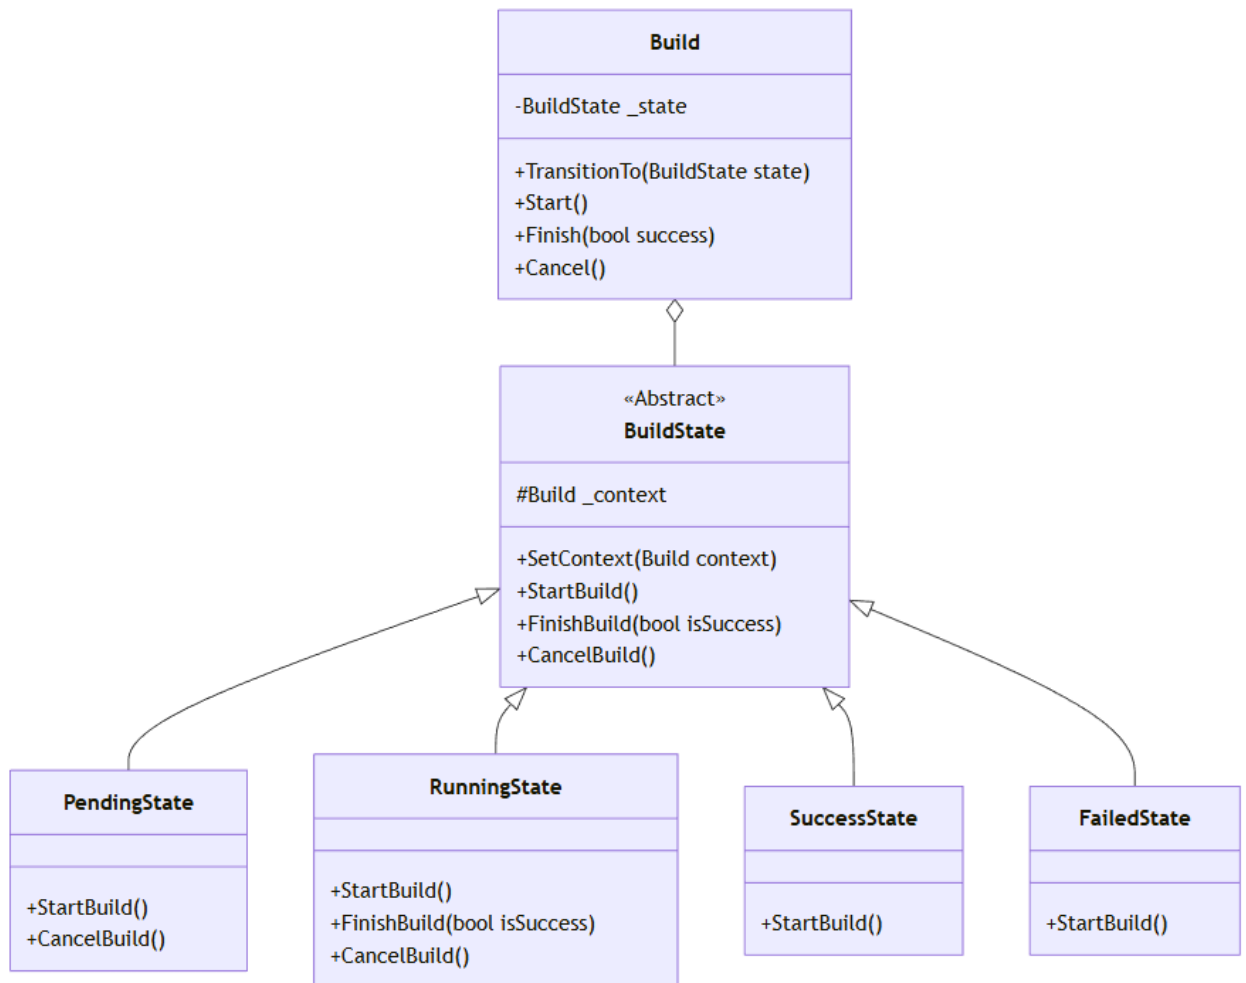 Build
-BuildState _state
+TransitionTo(BuildState state)
+Start()
+Finish(bool success)
+Cancel()
«Abstract»
BuildState
#Build _context
+SetContext(Build context)
+StartBuild()
+FinishBuild(bool isSuccess)
+CancelBuild()
PendingState
+StartBuild()
+CancelBuild()
RunningState
+StartBuild()
+FinishBuild(bool isSuccess)
+CancelBuild()
SuccessState
+StartBuild()
FailedState
+StartBuild()